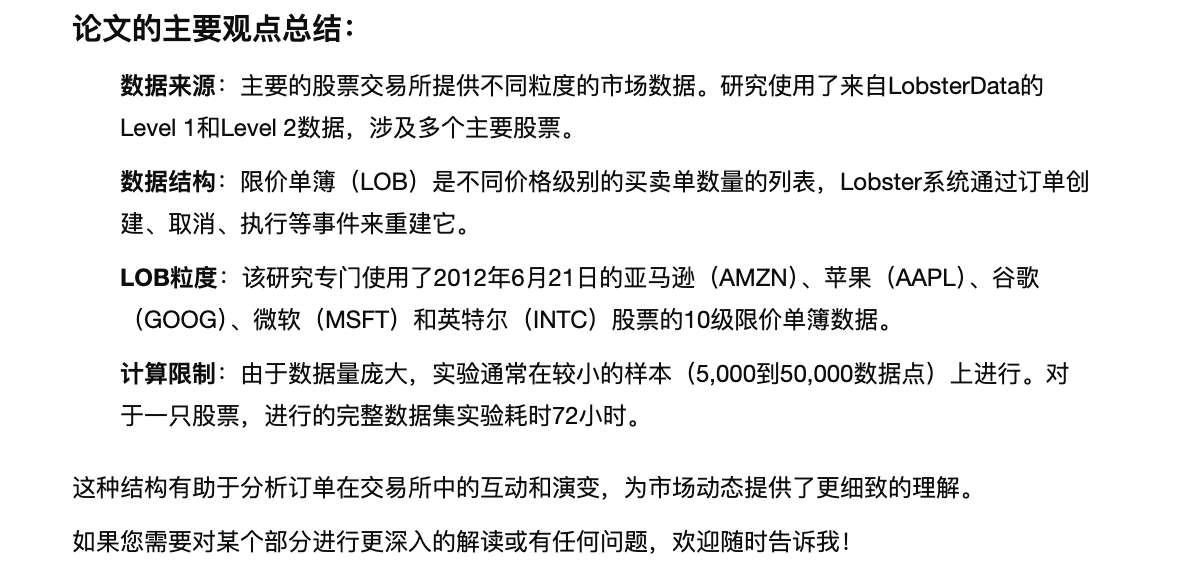 论文的主要观点总结：
数据来源：主要的股票交易所提供不同粒度的市场数据。研究使用了来自LobsterData的
Level 1和Level 2数据，涉及多个主要股票。
数据结构：限价单簿（LOB）是不同价格级别的买卖单数量的列表，Lobster系统通过订单创
建、取消、执行等事件来重建它。
LOB粒度：该研究专门使用了2012年6月21日的亚马逊（AMZN）、苹果（AAPL）、谷歌
（GOOG）、微软（MSFT）和英特尔（INTC）股票的10级限价单簿数据。
计算限制：由于数据量庞大，实验通常在较小的样本（5,000到50,000数据点）上进行。对
于一只股票，进行的完整数据集实验耗时72小时。
这种结构有助于分析订单在交易所中的互动和演变，为市场动态提供了更细致的理解。
如果您需要对某个部分进行更深入的解读或有任何问题，欢迎随时告诉我！